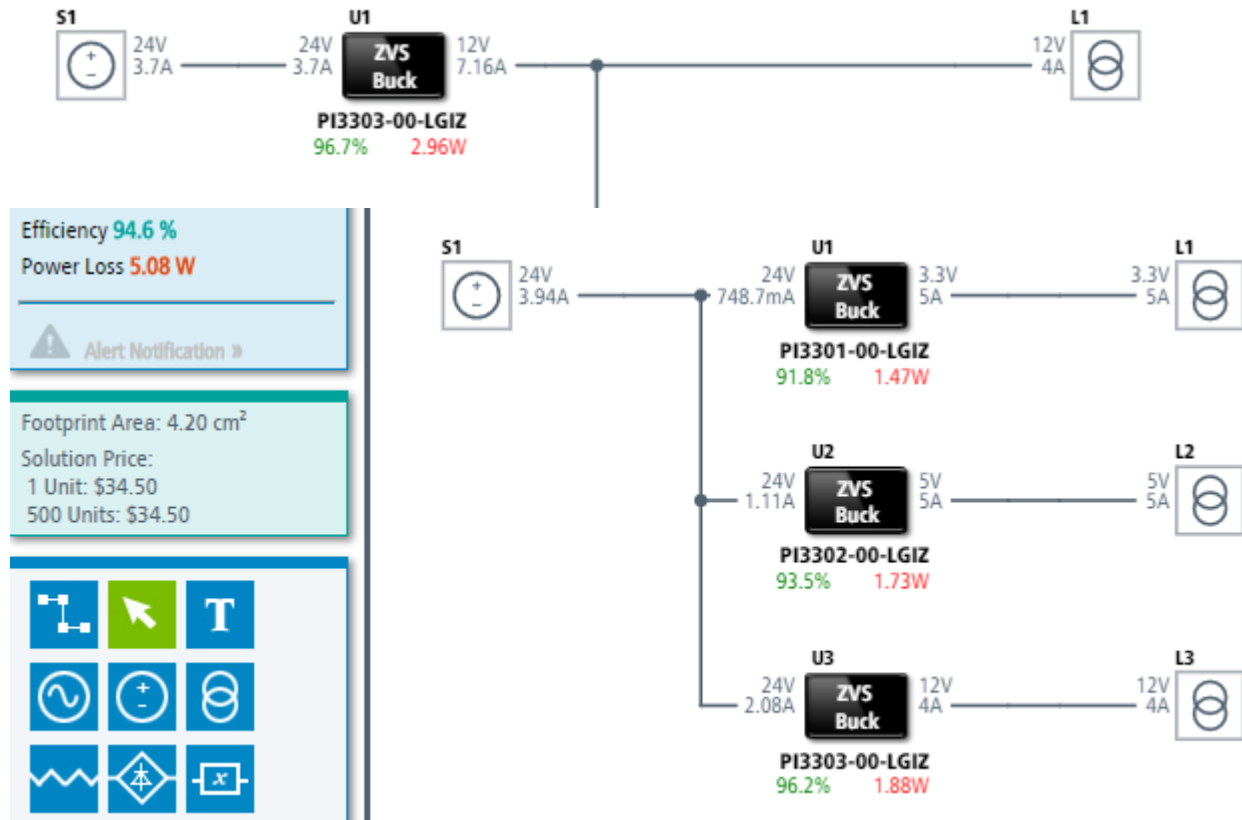 S1
24V
3.7A
U1
24V
3.7A
ZVS
Buck
12V
7.16A
PI3303-00-LGIZ
96.7% 2.96W
L1
12V
4A
Efficiency 94.6 %
Power Loss 5.08 W
Alert Notification »
Footprint Area: 4.20 cm²
Solution Price:
1 Unit: $34.50
500 Units: $34.50
T
x
S1
24V
3.94A
U1
24V
748.7mA
ZVS
Buck
3.3V
5A
PI3301-00-LGIZ
91.8% 1.47W
L1
3.3V
5A
U2
24V
1.11A
ZVS
Buck
5V
5A
PI3302-00-LGIZ
93.5% 1.73W
L2
5V
5A
U3
24V
2.08A
ZVS
Buck
12V
4A
PI3303-00-LGIZ
96.2% 1.88W
L3
12V
4A